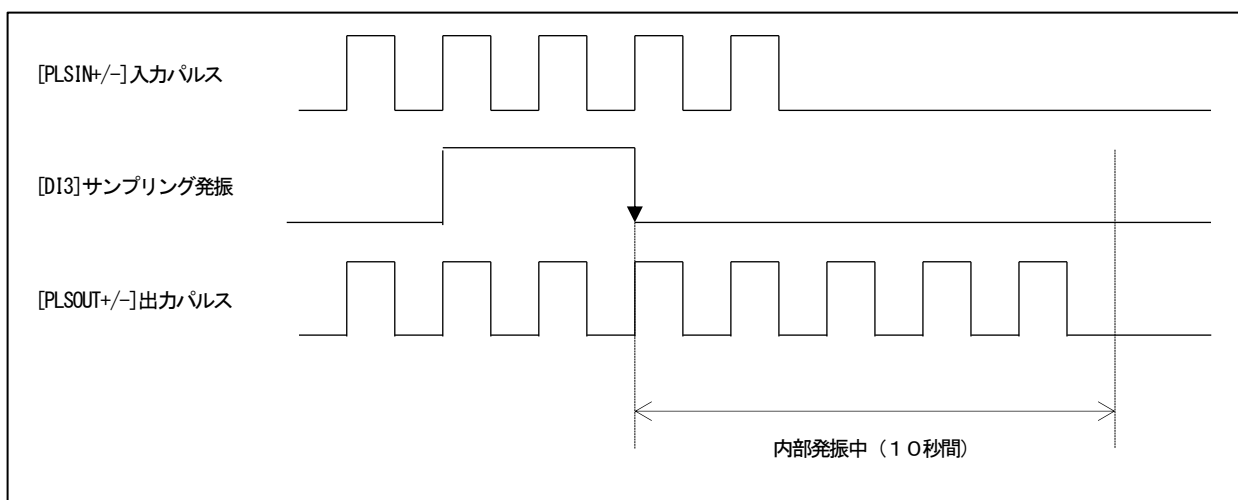 [PLSIN+/-]入力パルス
[DI3]サンプリング発振
[PLSOUT+/-]出力パルス
内部発振中（１０秒間）